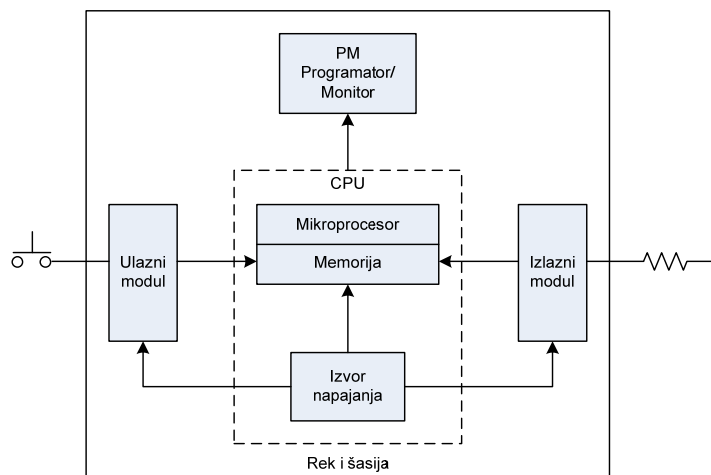 PM
Programator/
Monitor
CPU
Mikroprocesor
Memorija
Ulazni
modul
Izlazni
modul
Izvor
napajanja
Rek i šasija